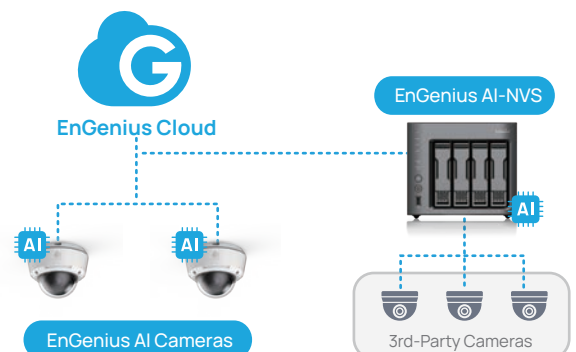 EnGenius Cloud
EnGenius AI-NVS
AI
AI
AI
EnGenius AI Cameras
3rd-Party Cameras